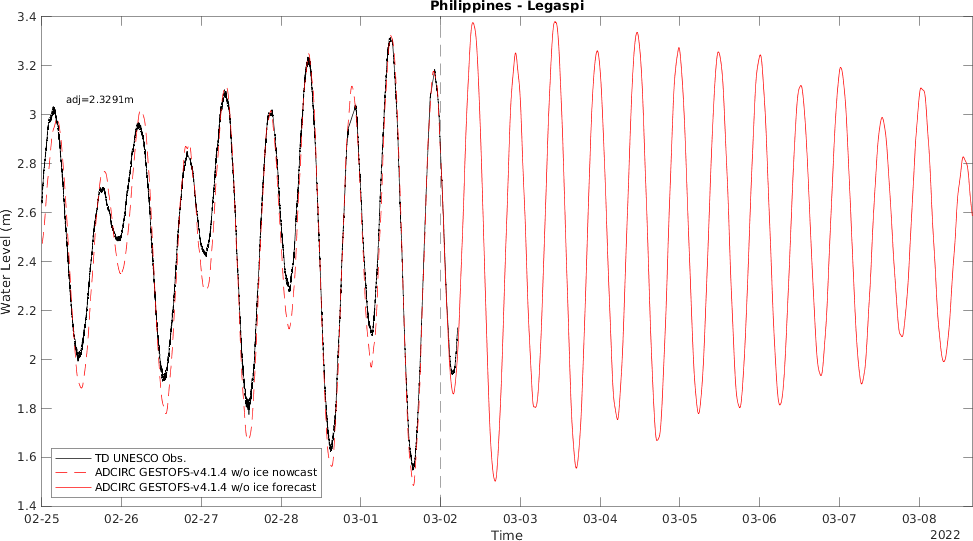 Philippines - Legaspi
3.4
3.2
3
2.8
2.6
2.4
2.2
2
1.8
1.6
1.4
Water Level (m)
adj=2.3291m
TD UNESCO Obs.
ADCIRC GESTOFS-v4.1.4 w/o ice nowcast
ADCIRC GESTOFS-v4.1.4 w/o ice forecast
02-25 02-26 02-27 02-28 03-01 03-02 03-03 03-04 03-05 03-06 03-07 03-08
Time
2022